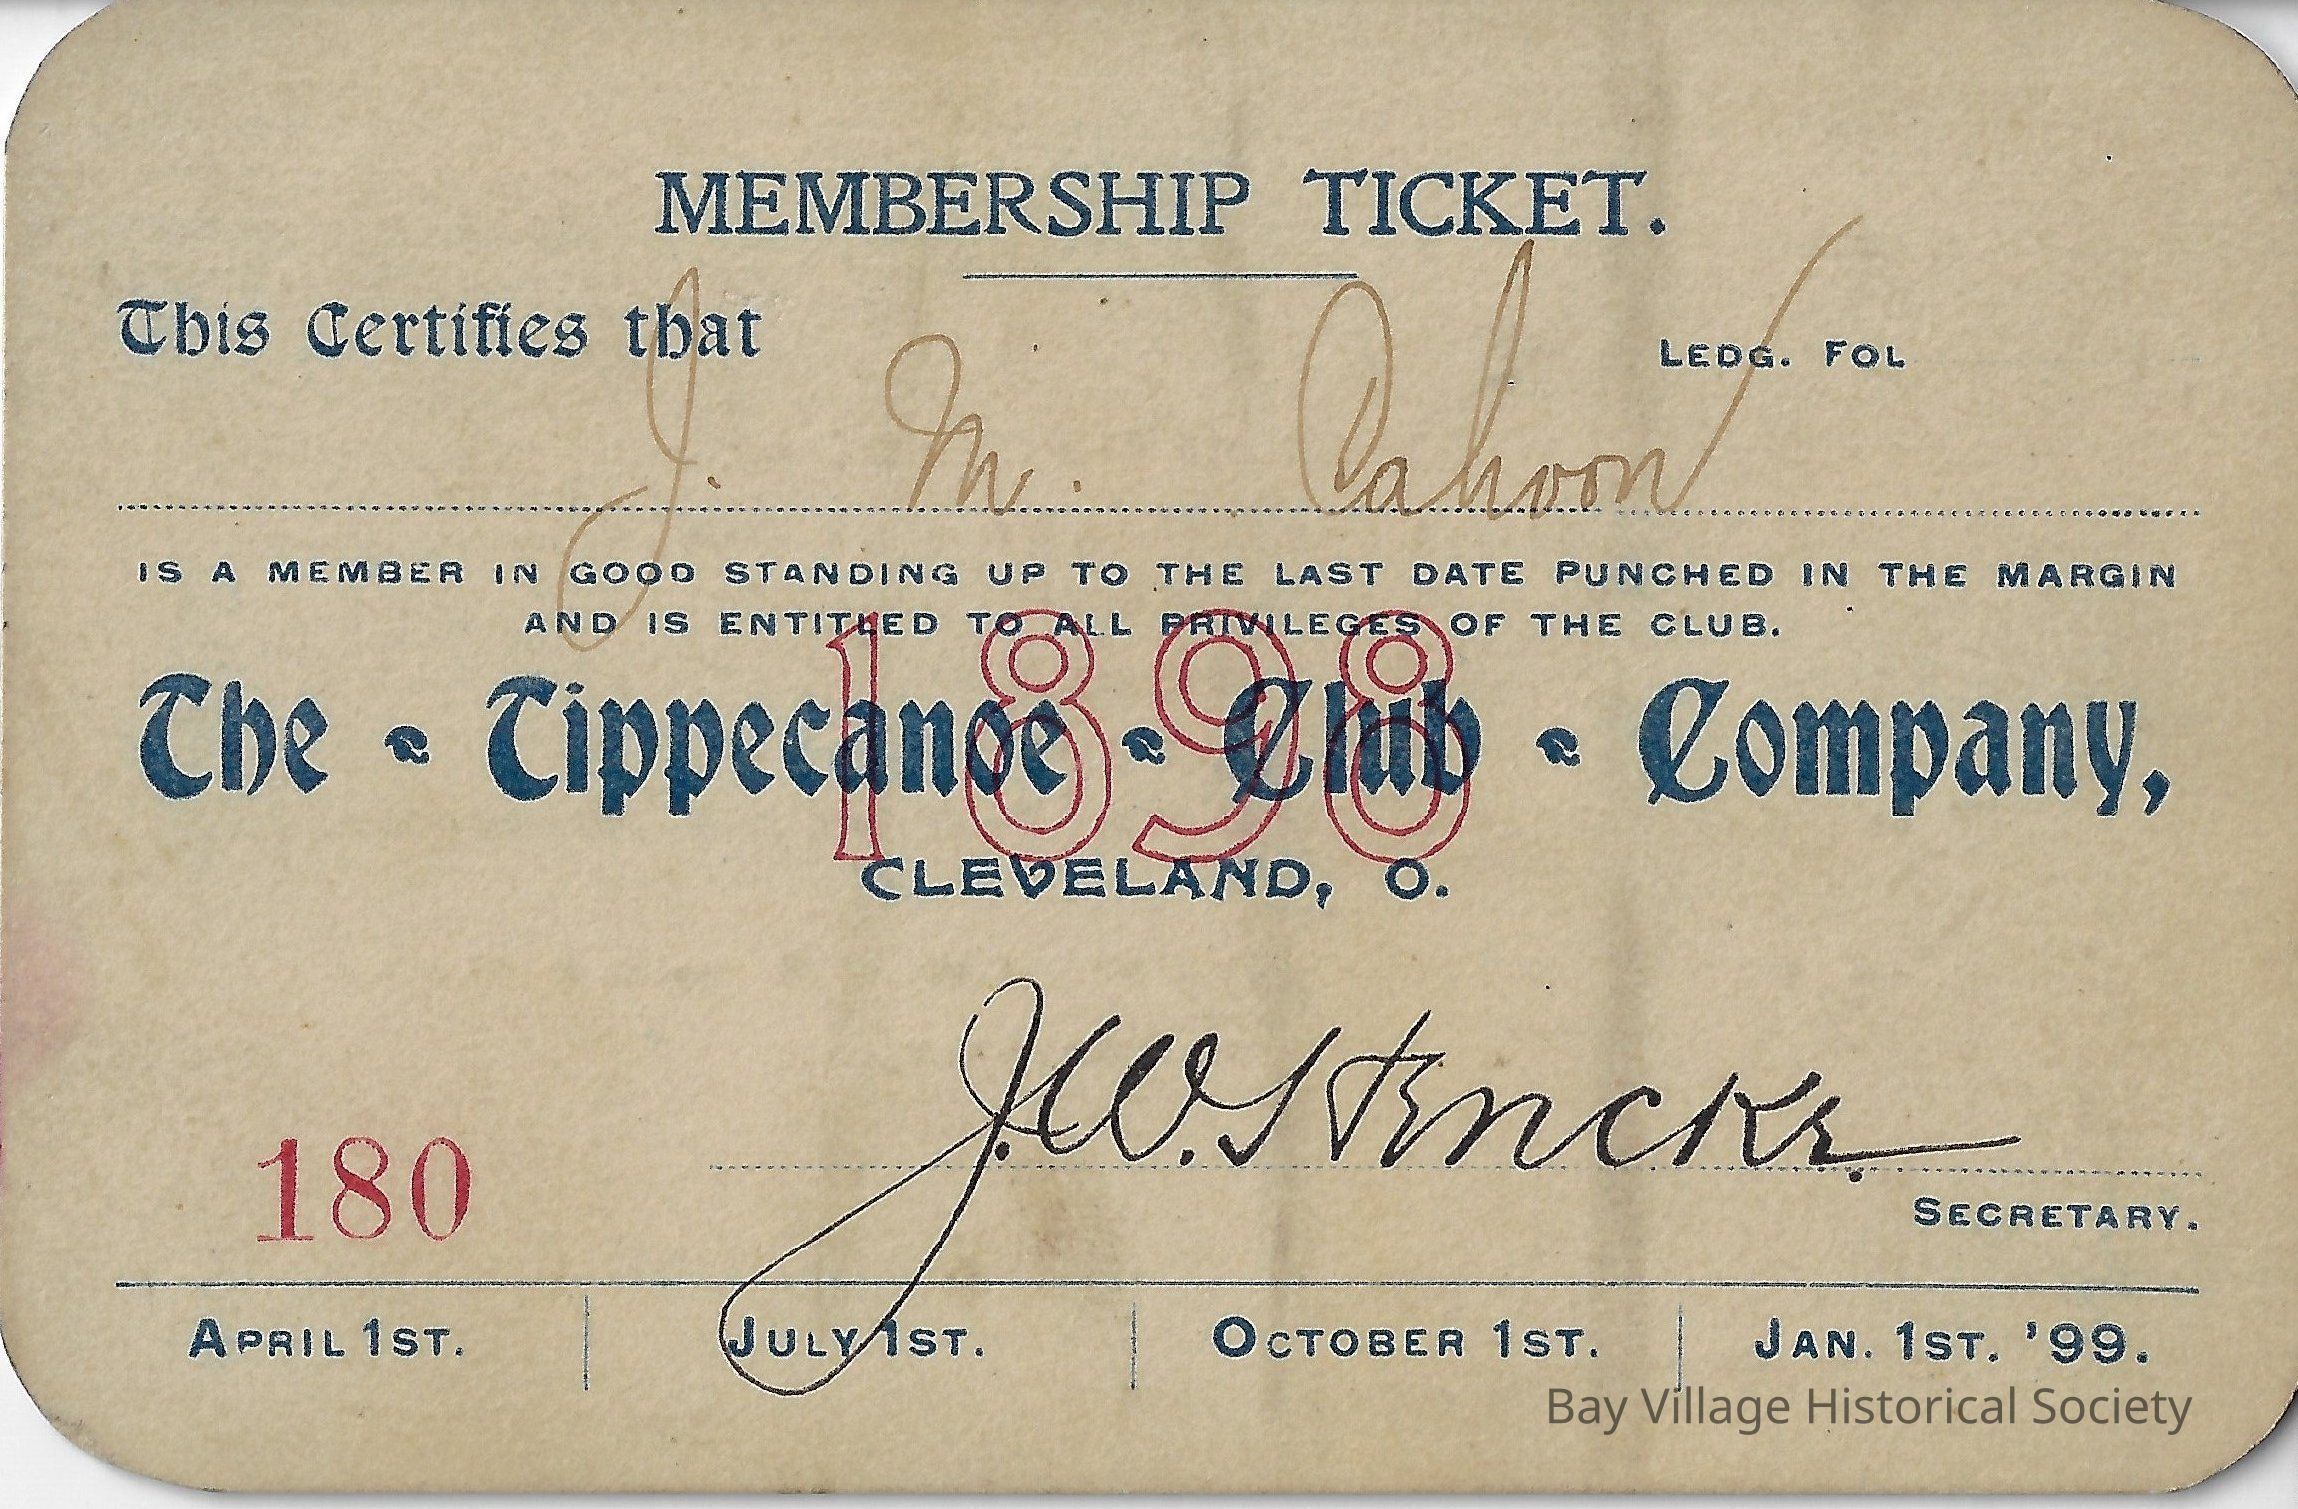 MEMBERSHIP TICKET.
This Certifies that
LEDG. FOL
J. M. Cahoon
IS A MEMBER IN GOOD STANDING UP TO THE LAST DATE PUNCHED IN THE MARGIN
AND IS ENTITLED TO ALL PRIVILEGES OF THE CLUB.
1898
The Tippecanoe Club Company,
CLEVELAND, O.
J. W. Stencke
180
SECRETARY.
APRIL 1ST. JULY 1ST. OCTOBER 1ST. JAN. 1ST. '99.
Bay Village Historical Society